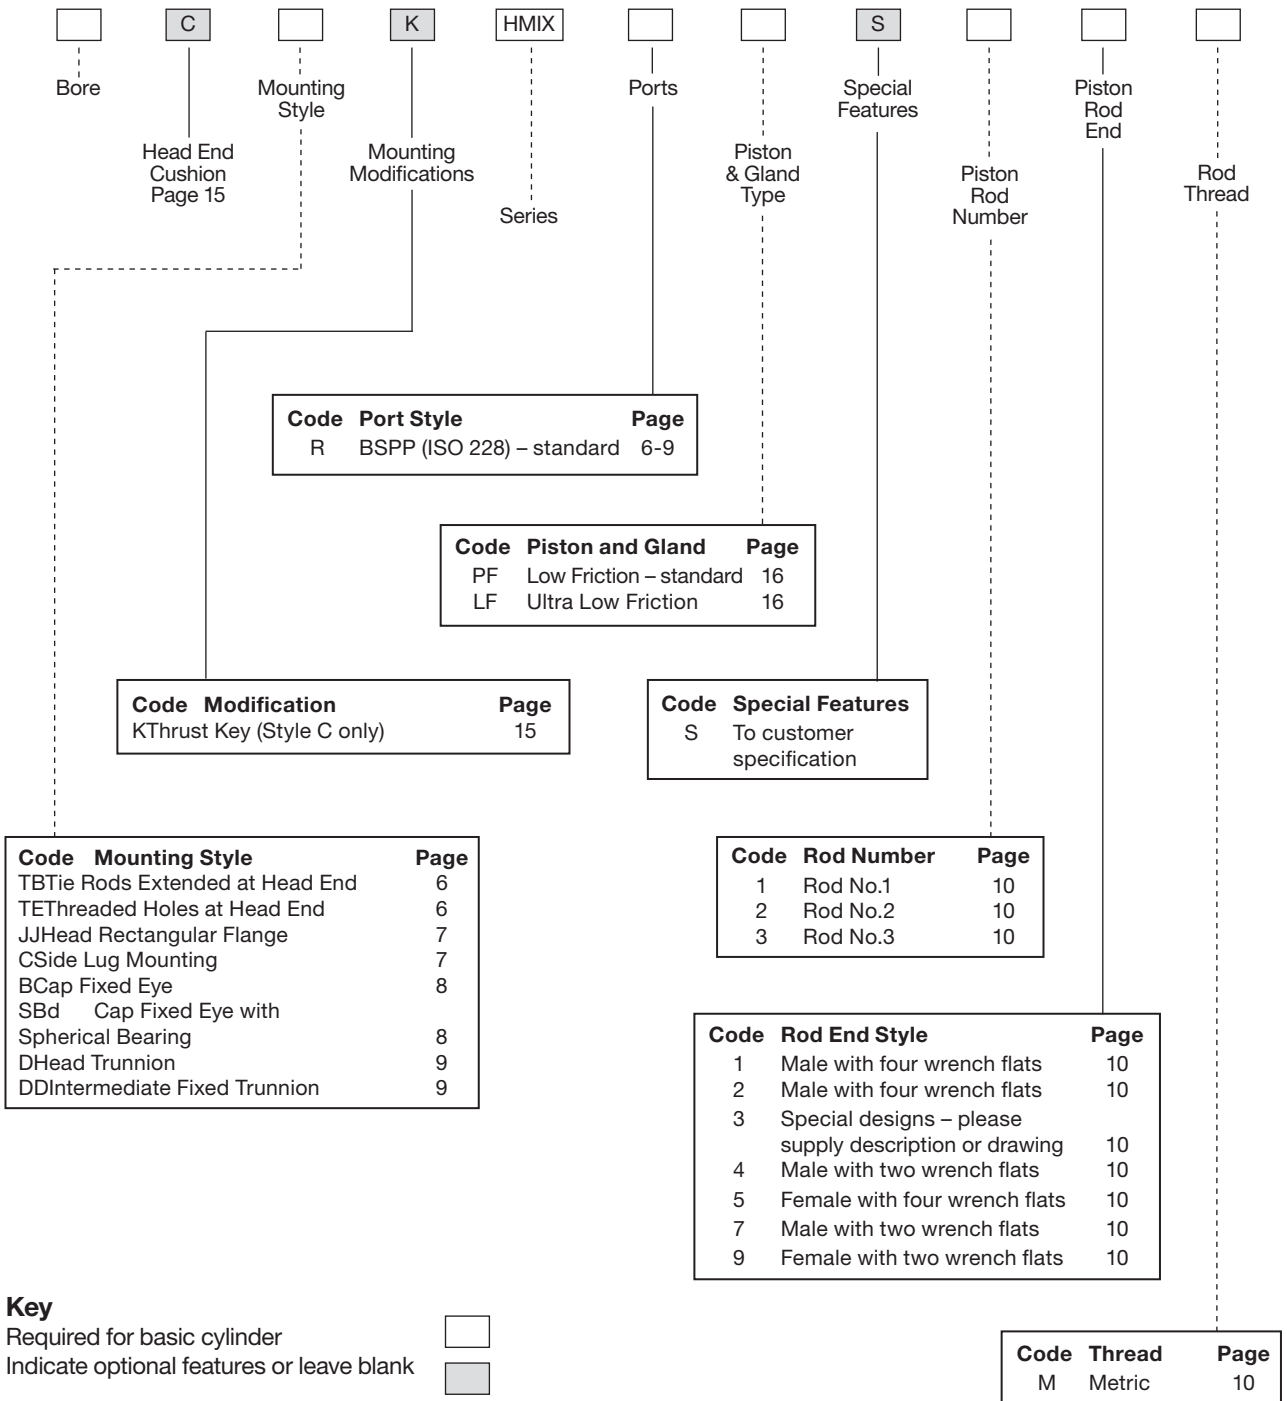 C K HMIX S
Bore
Mounting
Style
Ports
Special
Features
Piston
Rod
End
Head End
Cushion
Page 15
Mounting
Modifications
Series
Piston
& Gland
Type
Piston
Rod
Number
Rod
Thread
Code Port Style Page
R BSPP (ISO 228) – standard 6-9
Code Piston and Gland Page
PF Low Friction – standard 16
LF Ultra Low Friction 16
Code Modification Page
KThrust Key (Style C only) 15
Code Special Features
S To customer
specification
Code Mounting Style Page
TBTie Rods Extended at Head End 6
TEThreaded Holes at Head End 6
JJHead Rectangular Flange 7
CSide Lug Mounting 7
BCap Fixed Eye 8
SBd Cap Fixed Eye with
Spherical Bearing 8
DHead Trunnion 9
DDIntermediate Fixed Trunnion 9
Code Rod Number Page
1 Rod No.1 10
2 Rod No.2 10
3 Rod No.3 10
Code Rod End Style Page
1 Male with four wrench flats 10
2 Male with four wrench flats 10
3 Special designs – please
supply description or drawing 10
4 Male with two wrench flats 10
5 Female with four wrench flats 10
7 Male with two wrench flats 10
9 Female with two wrench flats 10
Key
Required for basic cylinder
Indicate optional features or leave blank
Code Thread Page
M Metric 10